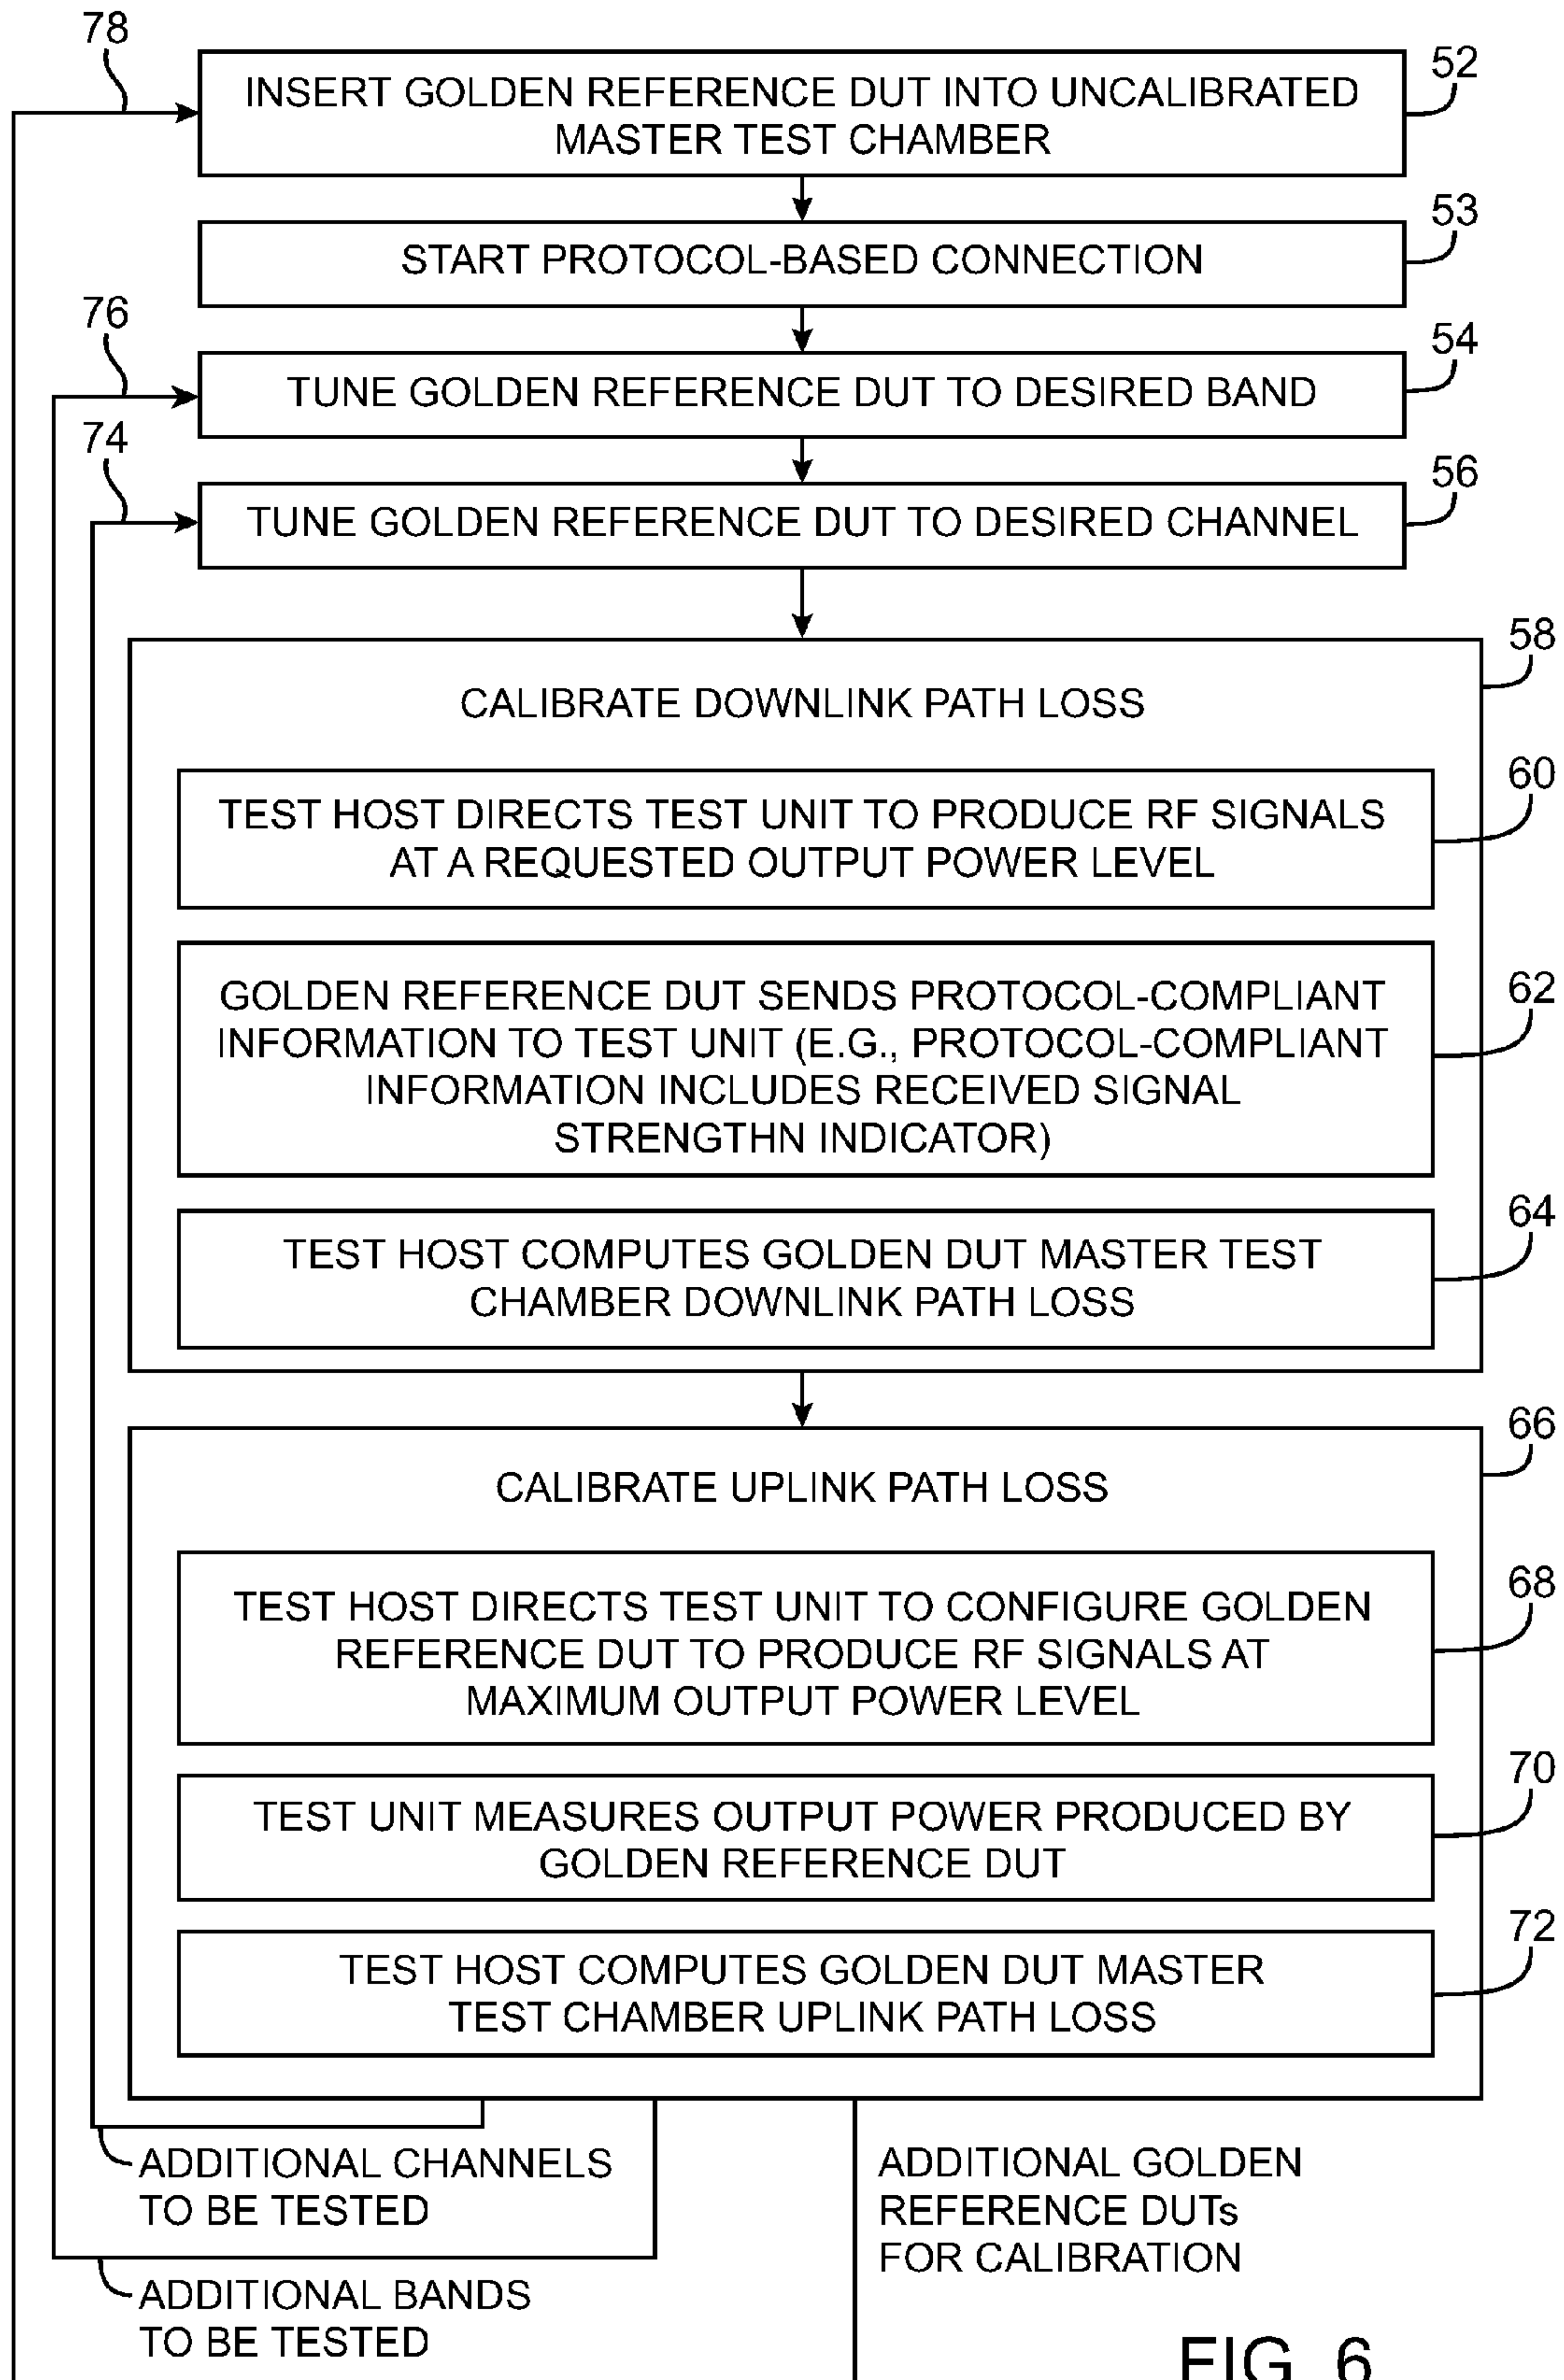 78
INSERT GOLDEN REFERENCE DUT INTO UNCALIBRATED
MASTER TEST CHAMBER
52
START PROTOCOL-BASED CONNECTION
53
76
TUNE GOLDEN REFERENCE DUT TO DESIRED BAND
54
74
TUNE GOLDEN REFERENCE DUT TO DESIRED CHANNEL
56
58
CALIBRATE DOWNLINK PATH LOSS
60
TEST HOST DIRECTS TEST UNIT TO PRODUCE RF SIGNALS
AT A REQUESTED OUTPUT POWER LEVEL
62
GOLDEN REFERENCE DUT SENDS PROTOCOL-COMPLIANT
INFORMATION TO TEST UNIT (E.G., PROTOCOL-COMPLIANT
INFORMATION INCLUDES RECEIVED SIGNAL
STRENGTHN INDICATOR)
64
TEST HOST COMPUTES GOLDEN DUT MASTER TEST
CHAMBER DOWNLINK PATH LOSS
66
CALIBRATE UPLINK PATH LOSS
68
TEST HOST DIRECTS TEST UNIT TO CONFIGURE GOLDEN
REFERENCE DUT TO PRODUCE RF SIGNALS AT
MAXIMUM OUTPUT POWER LEVEL
70
TEST UNIT MEASURES OUTPUT POWER PRODUCED BY
GOLDEN REFERENCE DUT
72
TEST HOST COMPUTES GOLDEN DUT MASTER
TEST CHAMBER UPLINK PATH LOSS
ADDITIONAL CHANNELS
TO BE TESTED
ADDITIONAL BANDS
TO BE TESTED
ADDITIONAL GOLDEN
REFERENCE DUTs
FOR CALIBRATION
FIG. 6